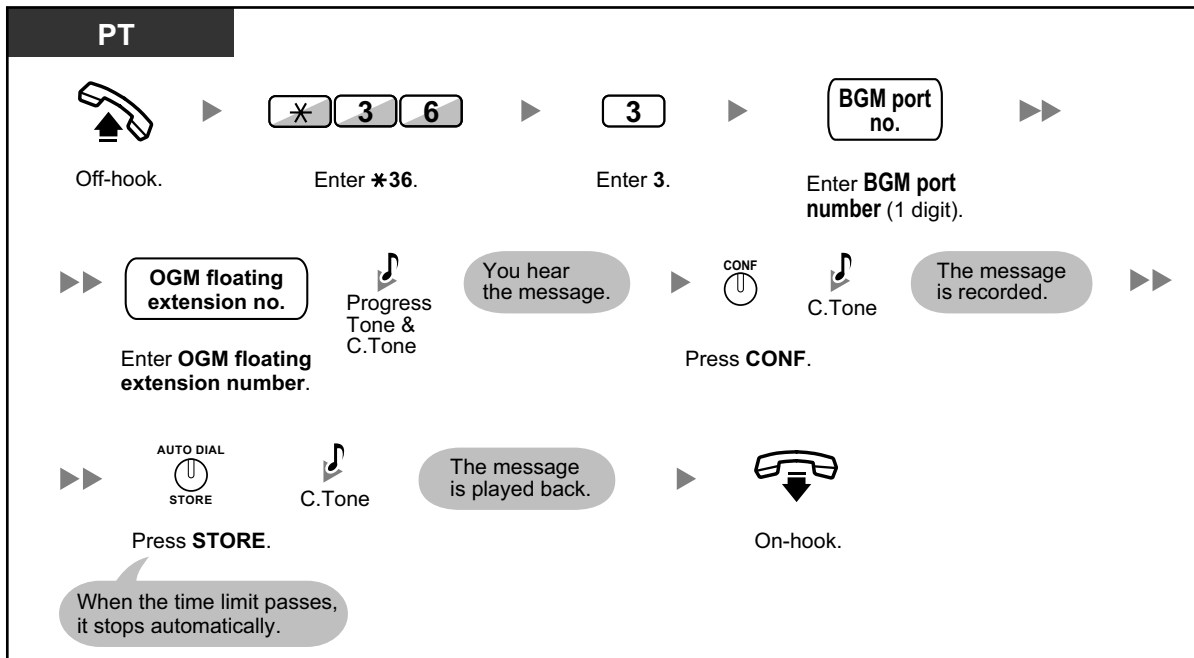 PT
✳ 3 6
3
BGM port
no.
Off-hook.
Enter ✳36.
Enter 3.
Enter BGM port
number (1 digit).
OGM floating
extension no.
Progress
Tone &
C.Tone
You hear
the message.
CONF
C.Tone
The message
is recorded.
Enter OGM floating
extension number.
Press CONF.
AUTO DIAL
STORE
C.Tone
The message
is played back.
Press STORE.
On-hook.
When the time limit passes,
it stops automatically.